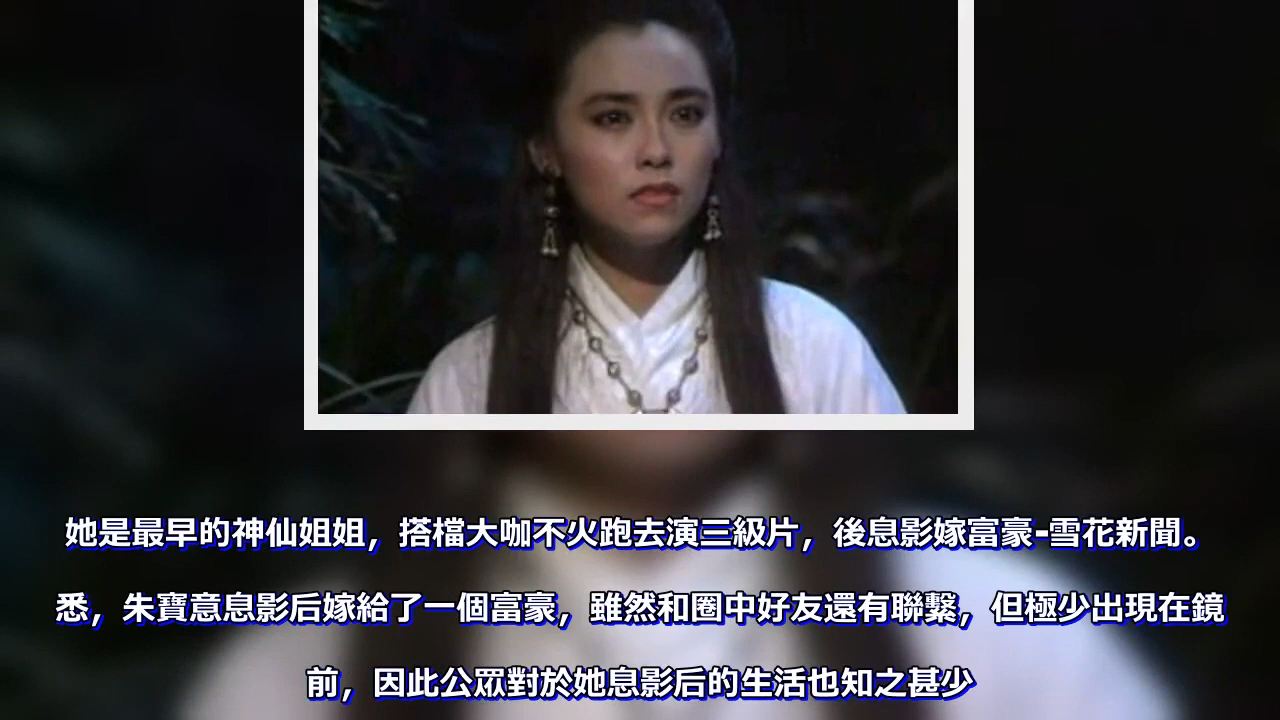 她是最早的神仙姐姐，搭檔大咖不火跑去演三級片，後息影嫁富豪-雪花新聞。
悉，朱寶意息影后嫁給了一個富豪，雖然和圈中好友還有聯繫，但極少出現在鏡
前，因此公眾對於她息影后的生活也知之甚少